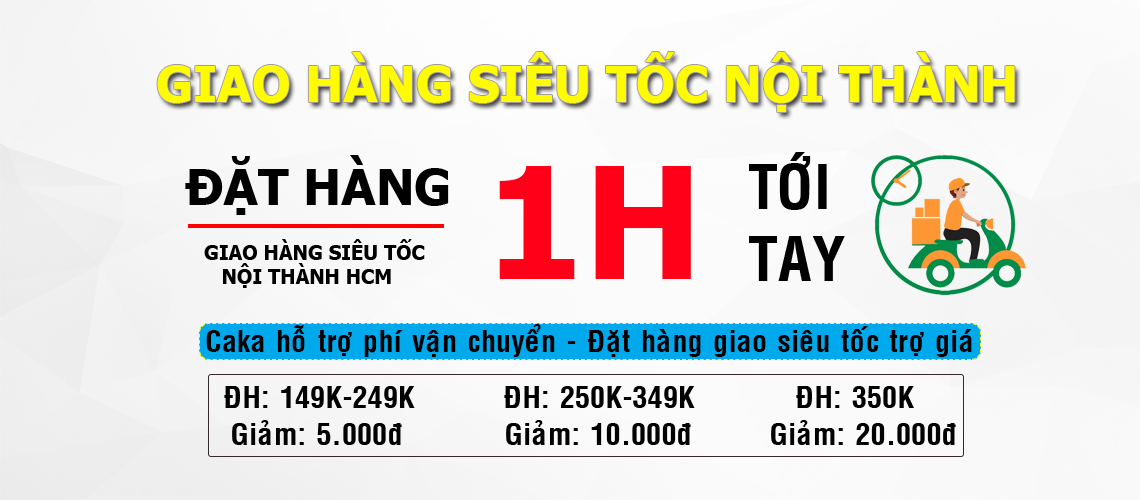 GIAO HÀNG SIÊU TỐC NỘI THÀNH
ĐẶT HÀNG
GIAO HÀNG SIÊU TỐC
NỘI THÀNH HCM
1H
TỚI
TAY
Caka hỗ trợ phí vận chuyển - Đặt hàng giao siêu tốc trợ giá
ĐH: 149K-249K
Giảm: 5.000đ
ĐH: 250K-349K
Giảm: 10.000đ
ĐH: 350K
Giảm: 20.000đ